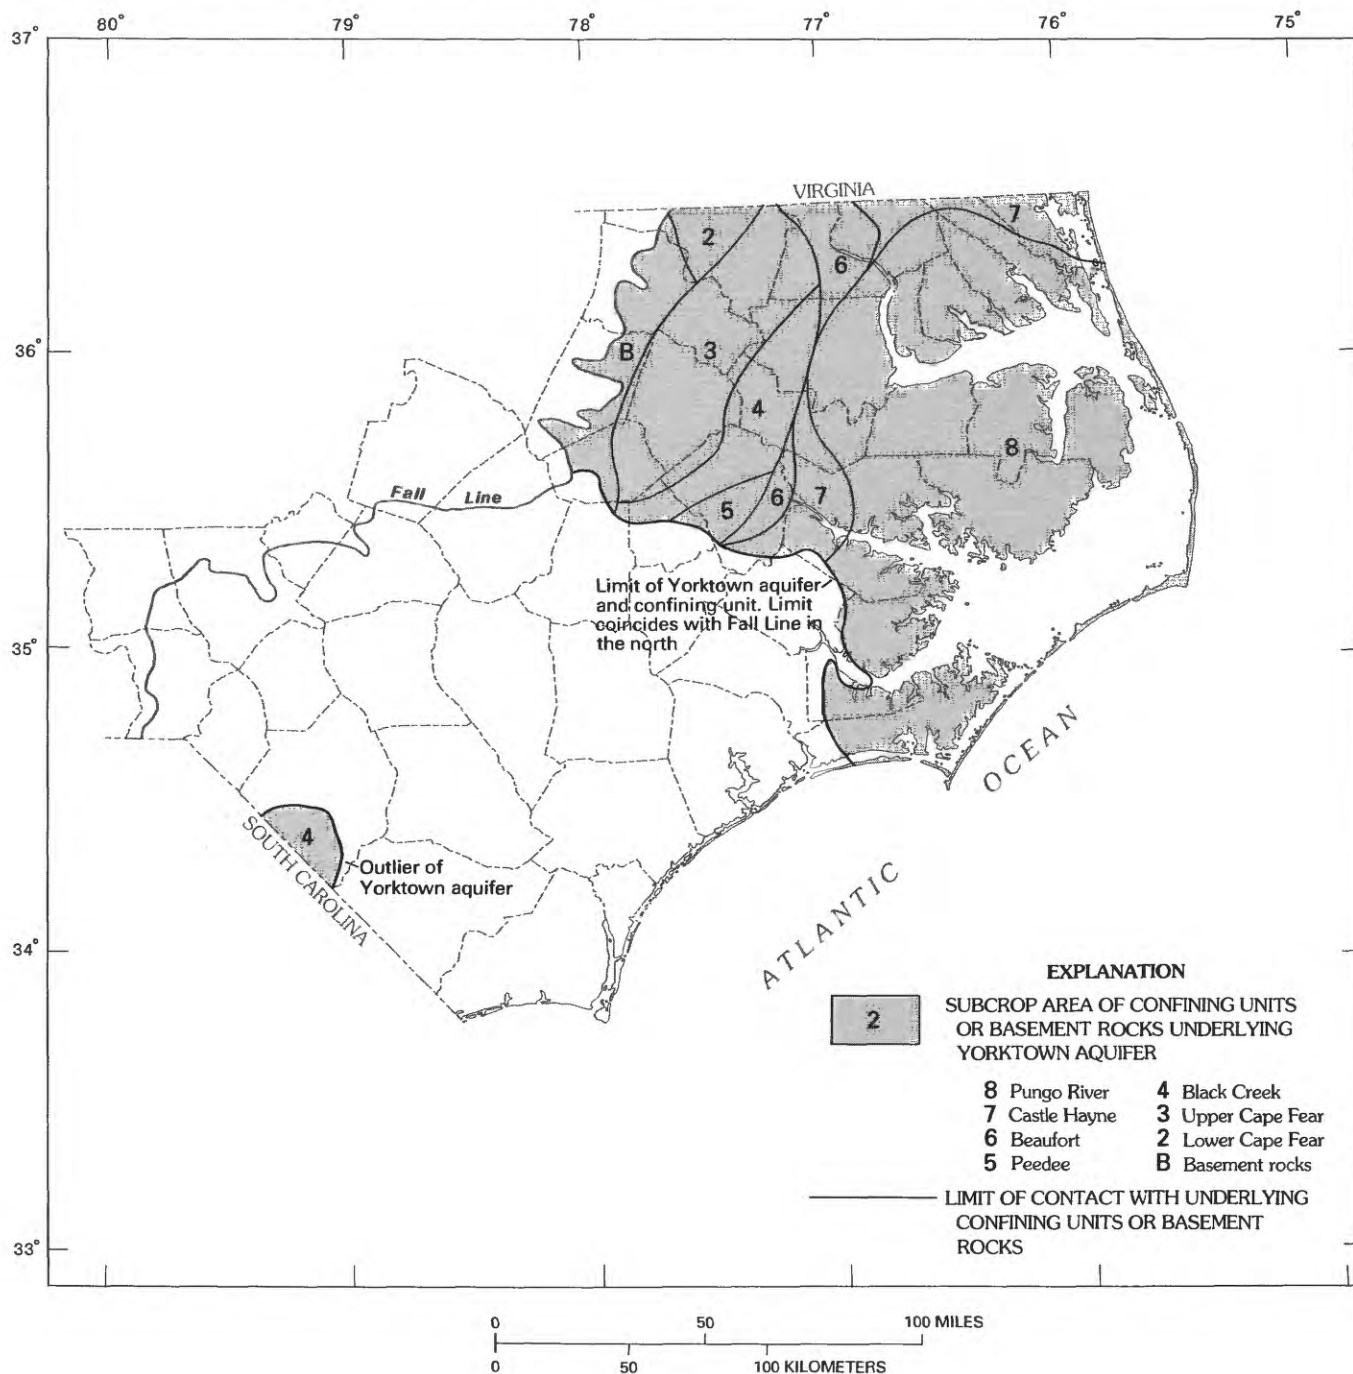 80° 79° 78° 77° 76° 75°
37°
VIRGINIA
7
2
6
36°
B
3
4
8
Fall Line
5
6
7
Limit of Yorktown aquifer
and confining unit. Limit
coincides with Fall Line in
the north
35°
OCEAN
4
SOUTH CAROLINA
Outlier of
Yorktown aquifer
ATLANTIC
34°
EXPLANATION
2
SUBCROP AREA OF CONFINING UNITS
OR BASEMENT ROCKS UNDERLYING
YORKTOWN AQUIFER
8 Pungo River 4 Black Creek
7 Castle Hayne 3 Upper Cape Fear
6 Beaufort 2 Lower Cape Fear
5 Peedee B Basement rocks
LIMIT OF CONTACT WITH UNDERLYING
CONFINING UNITS OR BASEMENT
ROCKS
33°
0 50 100 MILES
0 50 100 KILOMETERS